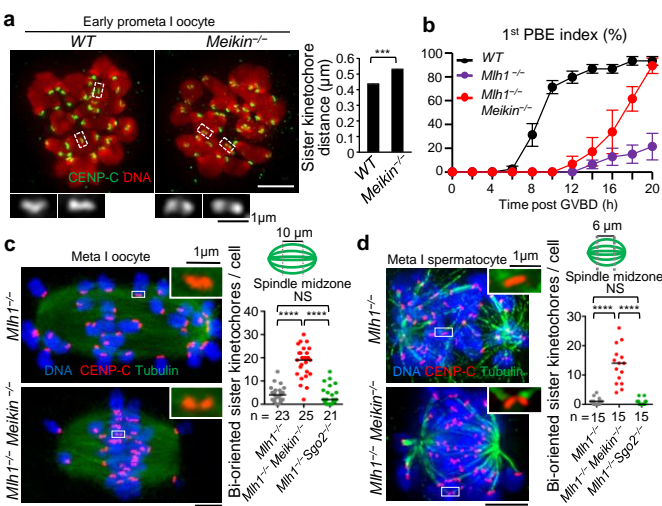 a
Early prometa I oocyte
WT
Meikin–/–
CENP-C DNA
1µm
Sister kinetochore
distance (µm)
0.6
0.5
0.4
0.3
0.2
0.1
0
***
WT
Meikin–/–
b
1st PBE index (%)
100
80
60
40
20
0
WT
Mlh1–/–
Mlh1–/–
Meikin–/–
0 4 8 12 16 20
Time post GVBD (h)
c
Meta I oocyte
1µm
Mlh1–/–
DNA CENP-C Tubulin
Mlh1–/– Meikin–/–
10 µm
Spindle midzone
NS
**** ****
Bi-oriented sister kinetochores / cell
40
30
20
10
0
n = 23 25 21
Mlh1–/–
Mlh1–/– Meikin–/–
Mlh1–/– Sgo2–/–
d
Meta I spermatocyte
1µm
Mlh1–/–
DNA CENP-C Tubulin
Mlh1–/– Meikin–/–
6 µm
Spindle midzone
NS
**** ****
Bi-oriented sister kinetochores / cell
30
20
10
0
n = 15 15 15
Mlh1–/–
Mlh1–/– Meikin–/–
Mlh1–/– Sgo2–/–